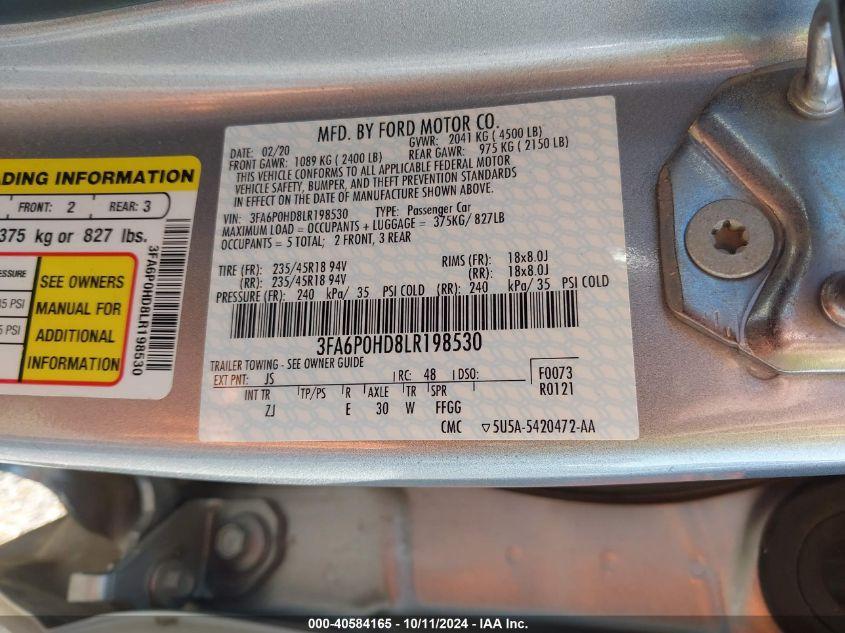 MFD. BY FORD MOTOR CO.
DATE: 02/20 GVWR: 2041 KG ( 4500 LB)
FRONT GAWR: 1089 KG ( 2400 LB) REAR GAWR: 975 KG ( 2150 LB)
THIS VEHICLE CONFORMS TO ALL APPLICABLE FEDERAL MOTOR
VEHICLE SAFETY, BUMPER, AND THEFT PREVENTION STANDARDS
IN EFFECT ON THE DATE OF MANUFACTURE SHOWN ABOVE.
VIN: 3FA6P0HD8LR198530 TYPE: Passenger Car
MAXIMUM LOAD = OCCUPANTS + LUGGAGE = 375KG/ 827LB
OCCUPANTS = 5 TOTAL; 2 FRONT, 3 REAR
TIRE (FR): 235/45R18 94V RIMS (FR): 18x8.0J
(RR): 235/45R18 94V (RR): 18x8.0J
PRESSURE (FR): 240 kPa/ 35 PSI COLD (RR): 240 kPa/ 35 PSI COLD
3FA6P0HD8LR198530
TRAILER TOWING - SEE OWNER GUIDE
EXT PNT: JS RC: 48 DSO: F0073
INT TR TP/PS R AXLE TR SPR R0121
ZJ E 30 W FFGG
CMC ▽5U5A-5420472-AA
ADING INFORMATION
FRONT: 2 REAR: 3
375 kg or 827 lbs.
SEE OWNERS
MANUAL FOR
ADDITIONAL
INFORMATION
PSI
PSI
3FA6P0HD8LR198530
000-40584165 - 10/11/2024 - IAA Inc.